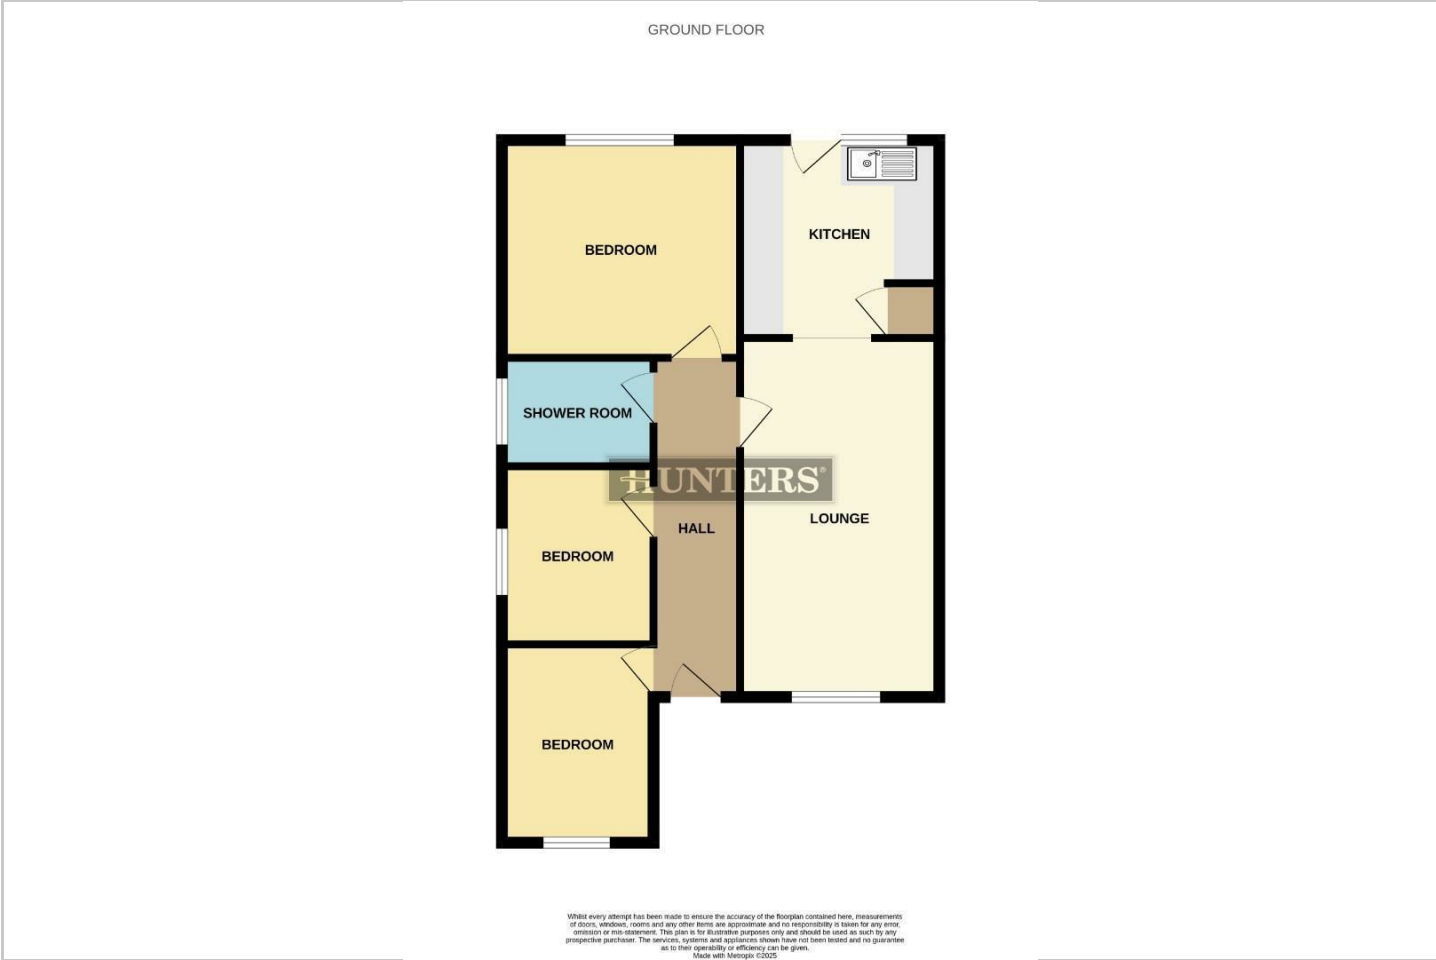 GROUND FLOOR
BEDROOM
KITCHEN
SHOWER ROOM
HUNTERS®
LOUNGE
HALL
BEDROOM
BEDROOM
Whilst every attempt has been made to ensure the accuracy of the floorplan contained here, measurements
of doors, windows, rooms and any other items are approximate and no responsibility is taken for any error,
omission or mis-statement. This plan is for illustrative purposes only and should be used as such by any
prospective purchaser. The services, systems and appliances shown have not been tested and no guarantee
as to their operability or efficiency can be given.
Made with Metropix ©2025